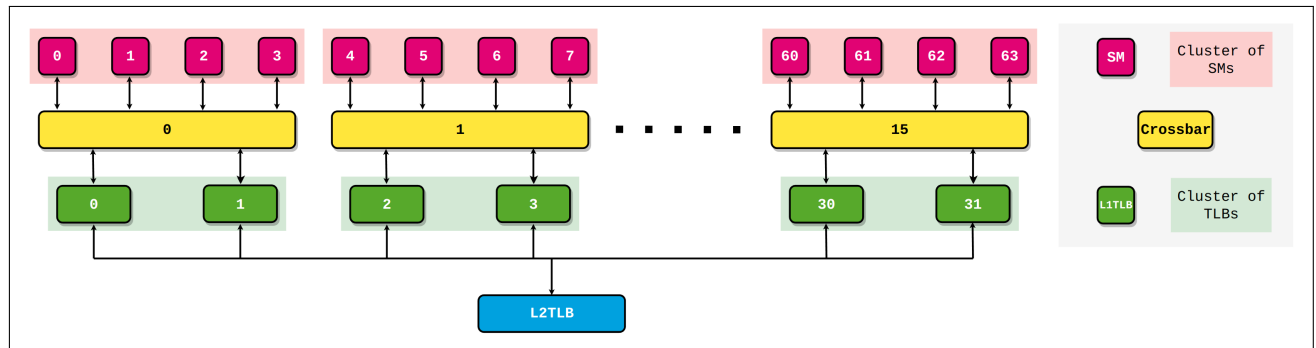 0 1 2 3 4 5 6 7 60 61 62 63 SM Cluster of
SMs
0 1 15 Crossbar
0 1 2 3 30 31 L1TLB Cluster of
TLBs
L2TLB